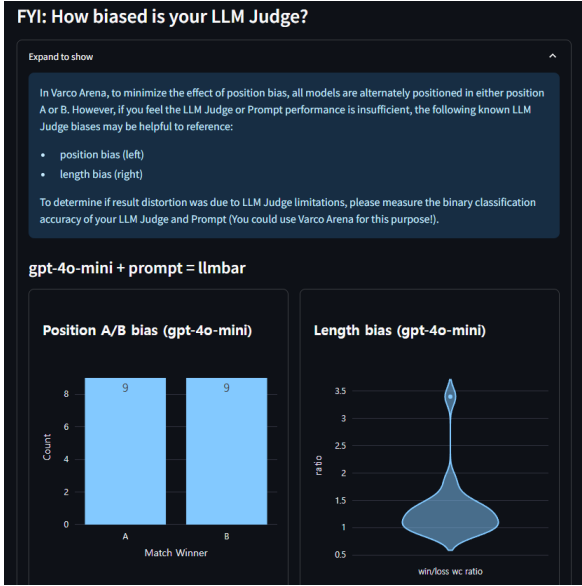 FYI: How biased is your LLM Judge?
Expand to show
In Varco Arena, to minimize the effect of position bias, all models are alternately positioned in either position
A or B. However, if you feel the LLM Judge or Prompt performance is insufficient, the following known LLM
Judge biases may be helpful to reference:
• position bias (left)
• length bias (right)
To determine if result distortion was due to LLM Judge limitations, please measure the binary classification
accuracy of your LLM Judge and Prompt (You could use Varco Arena for this purpose!).
gpt-4o-mini + prompt = llmbar
Position A/B bias (gpt-4o-mini)
9
9
8
6
4
2
0
Count
A
B
Match Winner
Length bias (gpt-4o-mini)
3.5
3
2.5
2
1.5
1
0.5
ratio
win/loss wc ratio